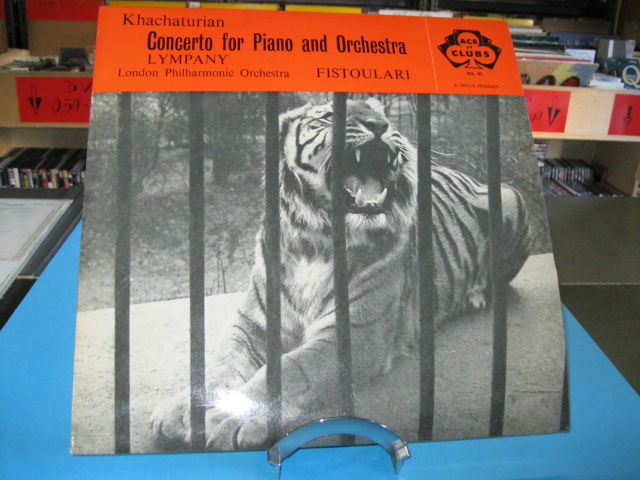 Khachaturian
Concerto for Piano and Orchestra
LYMPANY
London Philharmonic Orchestra FISTOULARI
ACE
OF
CLUBS
A DECCA PRODUCT